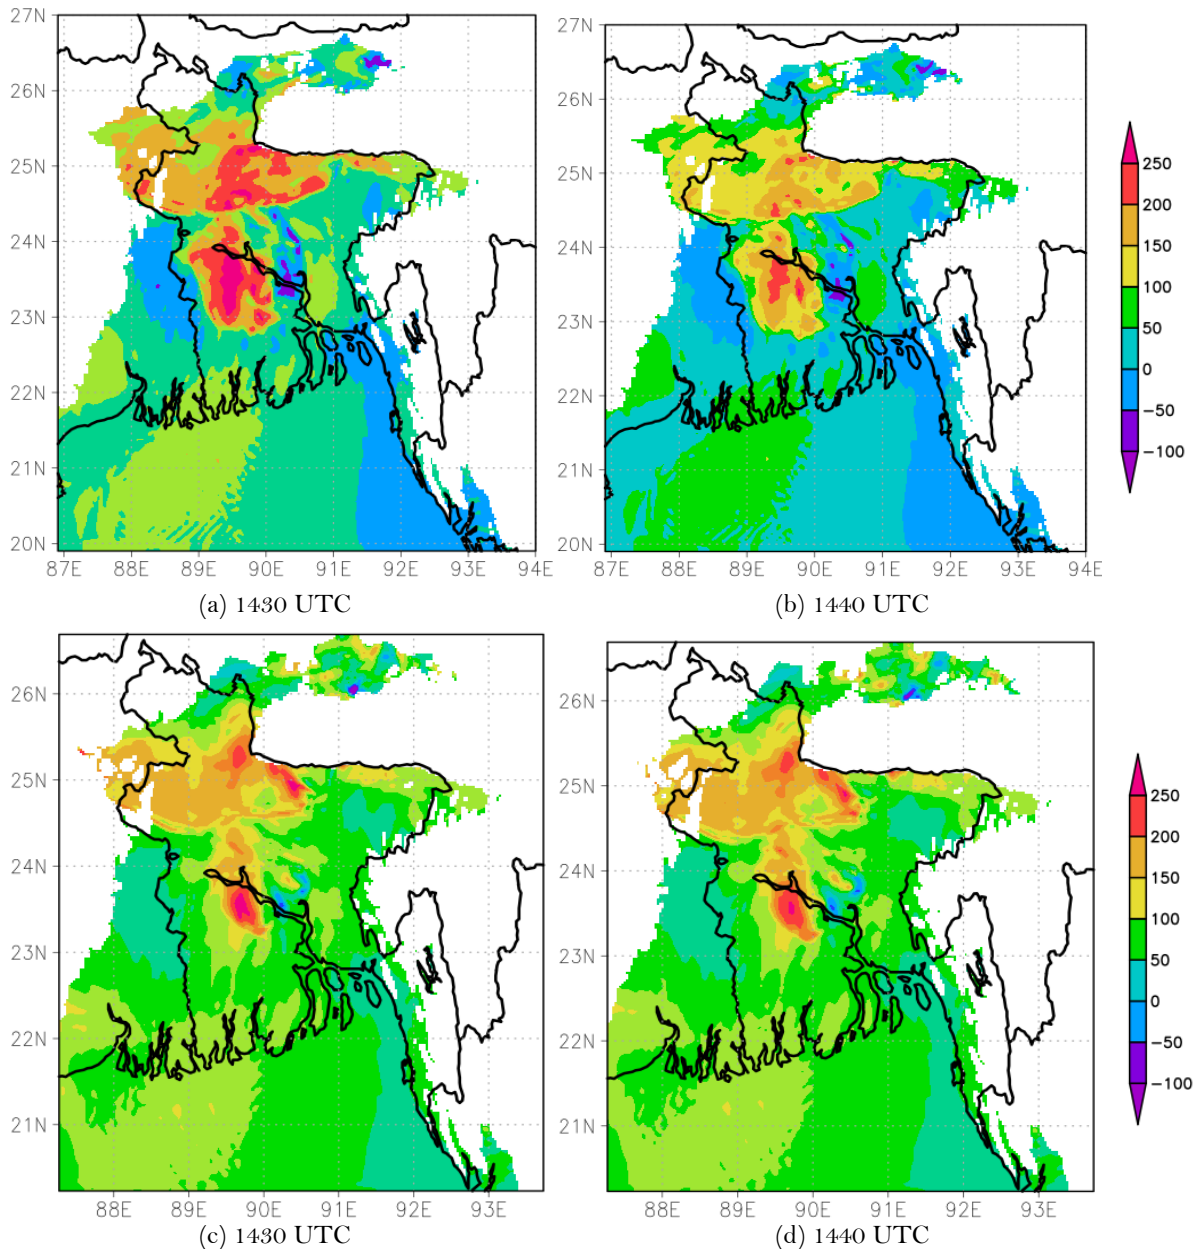 27N
26N
25N
24N
23N
22N
21N
20N
87E 88E 89E 90E 91E 92E 93E 94E
(a) 1430 UTC
27N
26N
25N
24N
23N
22N
21N
20N
87E 88E 89E 90E 91E 92E 93E 94E
(b) 1440 UTC
250
200
150
100
50
0
−50
−100
26N
25N
24N
23N
22N
21N
88E 89E 90E 91E 92E 93E
(c) 1430 UTC
26N
25N
24N
23N
22N
21N
88E 89E 90E 91E 92E 93E
(d) 1440 UTC
250
200
150
100
50
0
−50
−100